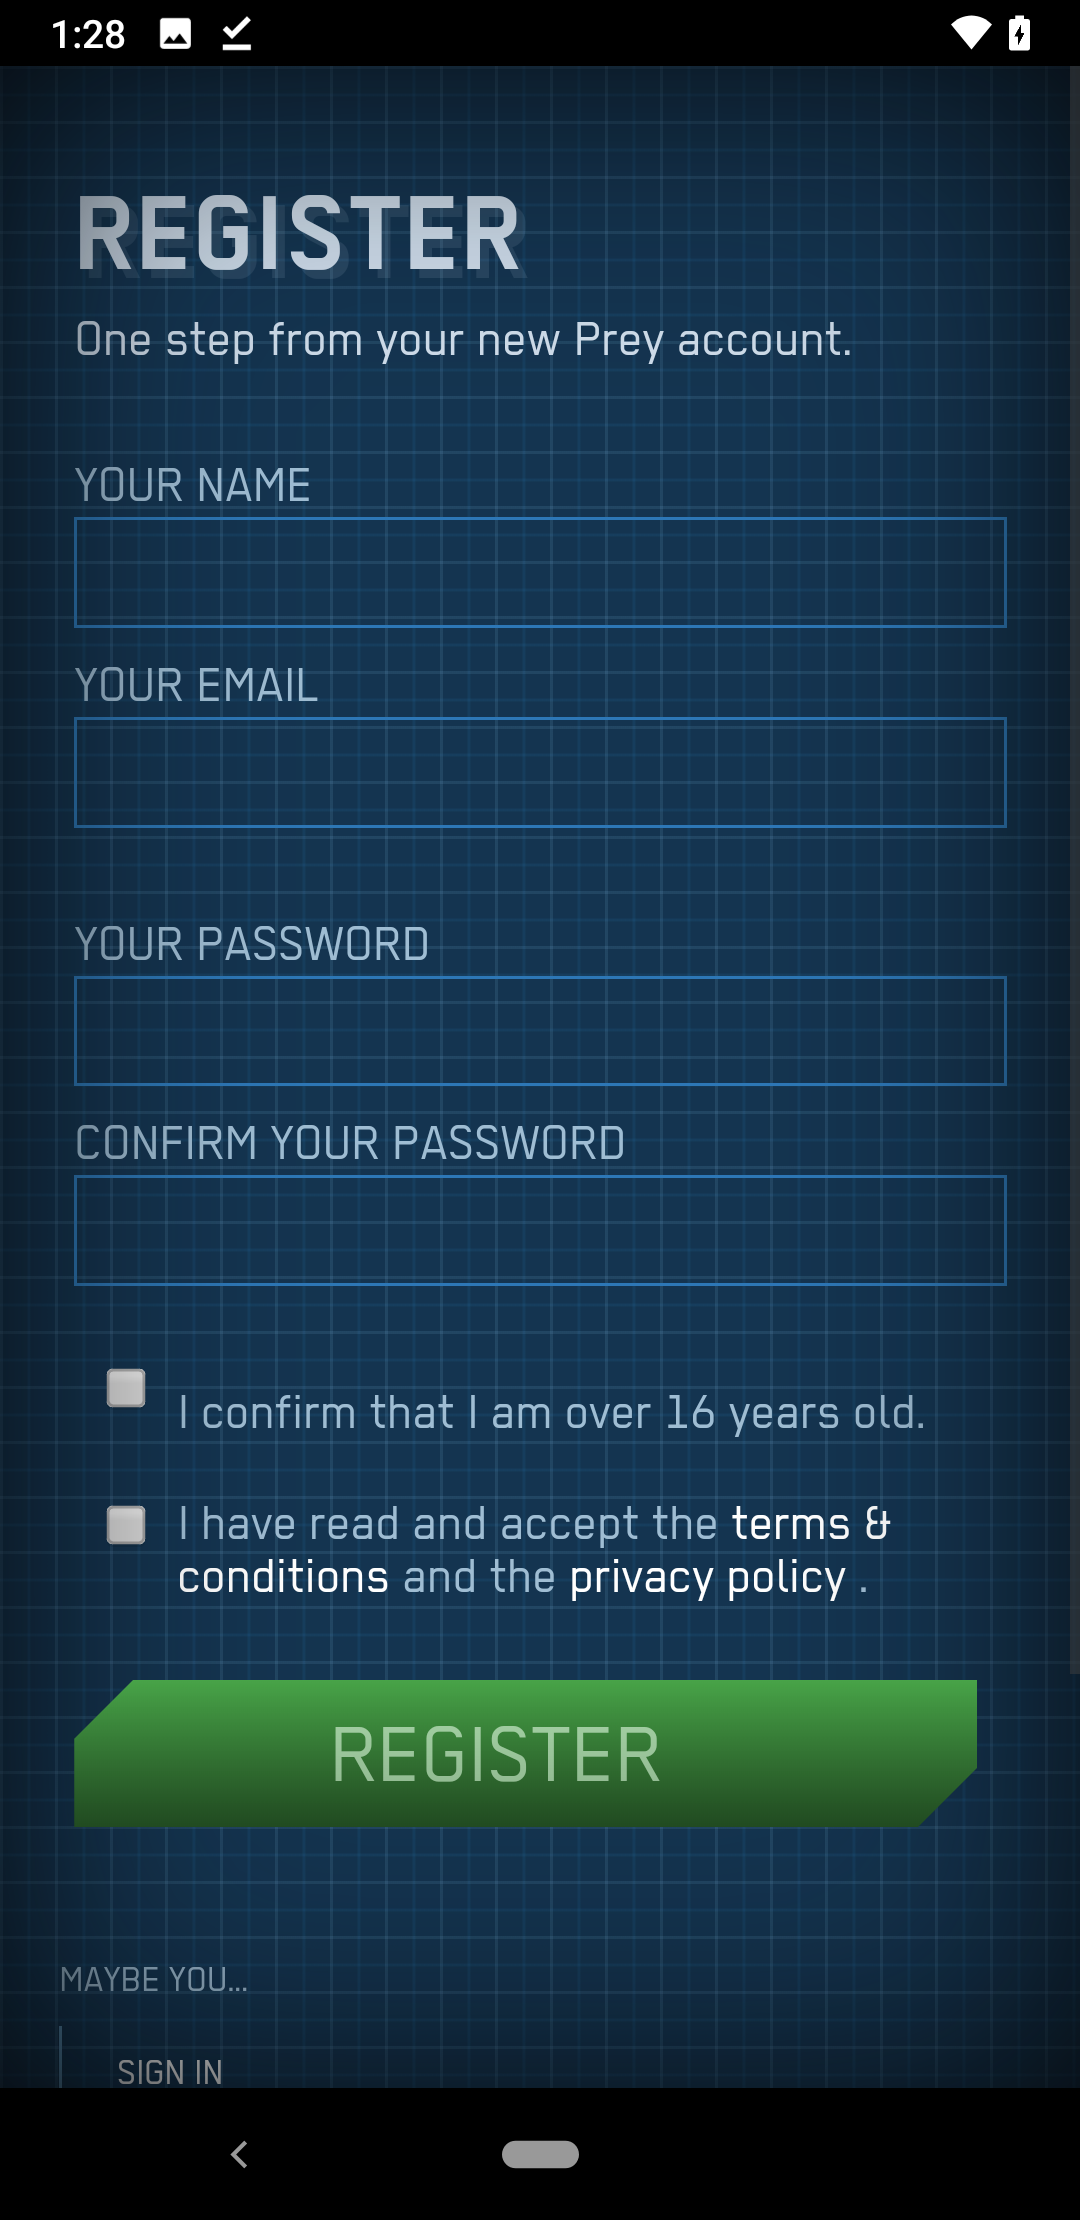 1:28
REGISTER
One step from your new Prey account.
YOUR NAME
YOUR EMAIL
YOUR PASSWORD
CONFIRM YOUR PASSWORD
I confirm that I am over 16 years old.
I have read and accept the terms &
conditions and the privacy policy .
REGISTER
MAYBE YOU...
SIGN IN